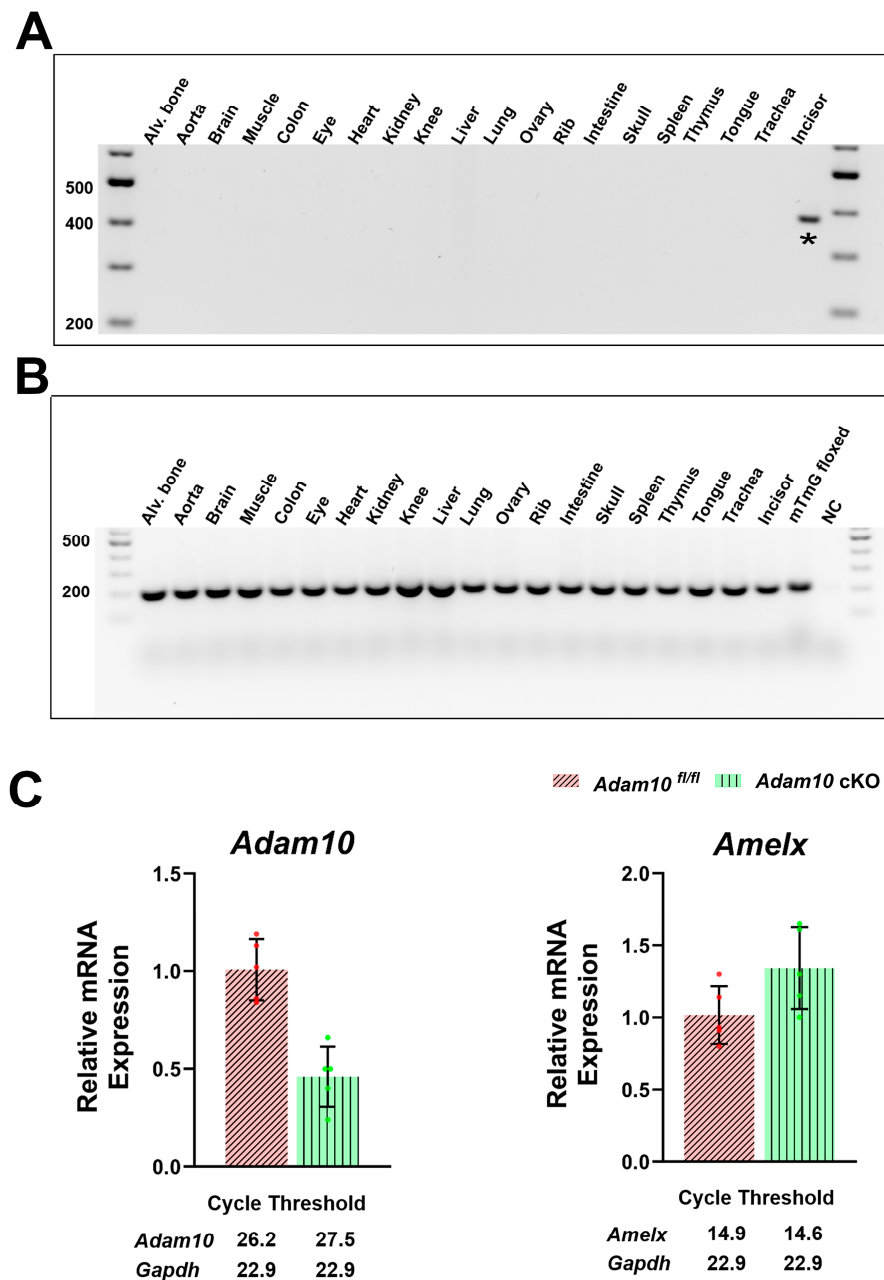 A
Alv. bone Aorta Brain Muscle Colon Eye Heart Kidney Knee Liver Lung Ovary Rib Intestine Skull Spleen Thymus Tongue Trachea Incisor
500
400
*
200
B
Alv. bone Aorta Brain Muscle Colon Eye Heart Kidney Knee Liver Lung Ovary Rib Intestine Skull Spleen Thymus Tongue Trachea Incisor mTmG floxed NC
500
200
C
Adam10 fl/fl Adam10 cKO
Adam10
Relative mRNA
Expression
1.5
1.0
0.5
0.0
Cycle Threshold
Adam10 26.2 27.5
Gapdh 22.9 22.9
Amelx
Relative mRNA
Expression
2.0
1.5
1.0
0.5
0.0
Cycle Threshold
Amelx 14.9 14.6
Gapdh 22.9 22.9